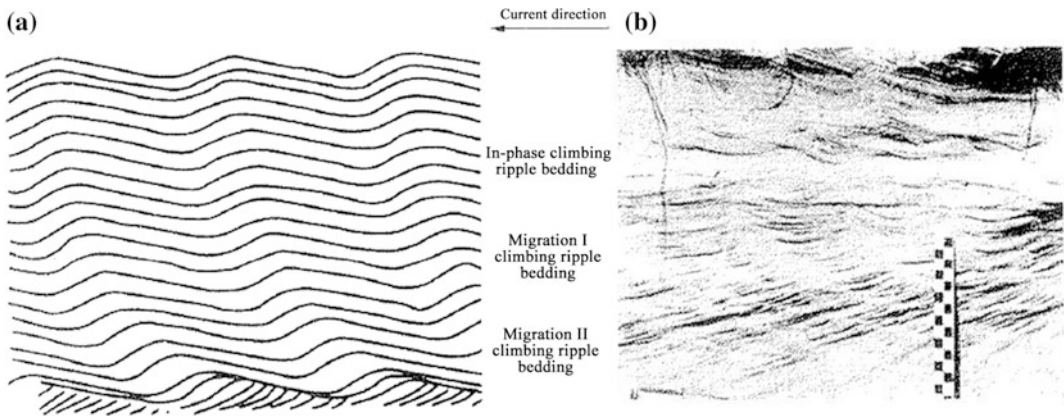 (a)
Current direction
(b)
In-phase climbing
ripple bedding
Migration I
climbing ripple
bedding
Migration II
climbing ripple
bedding